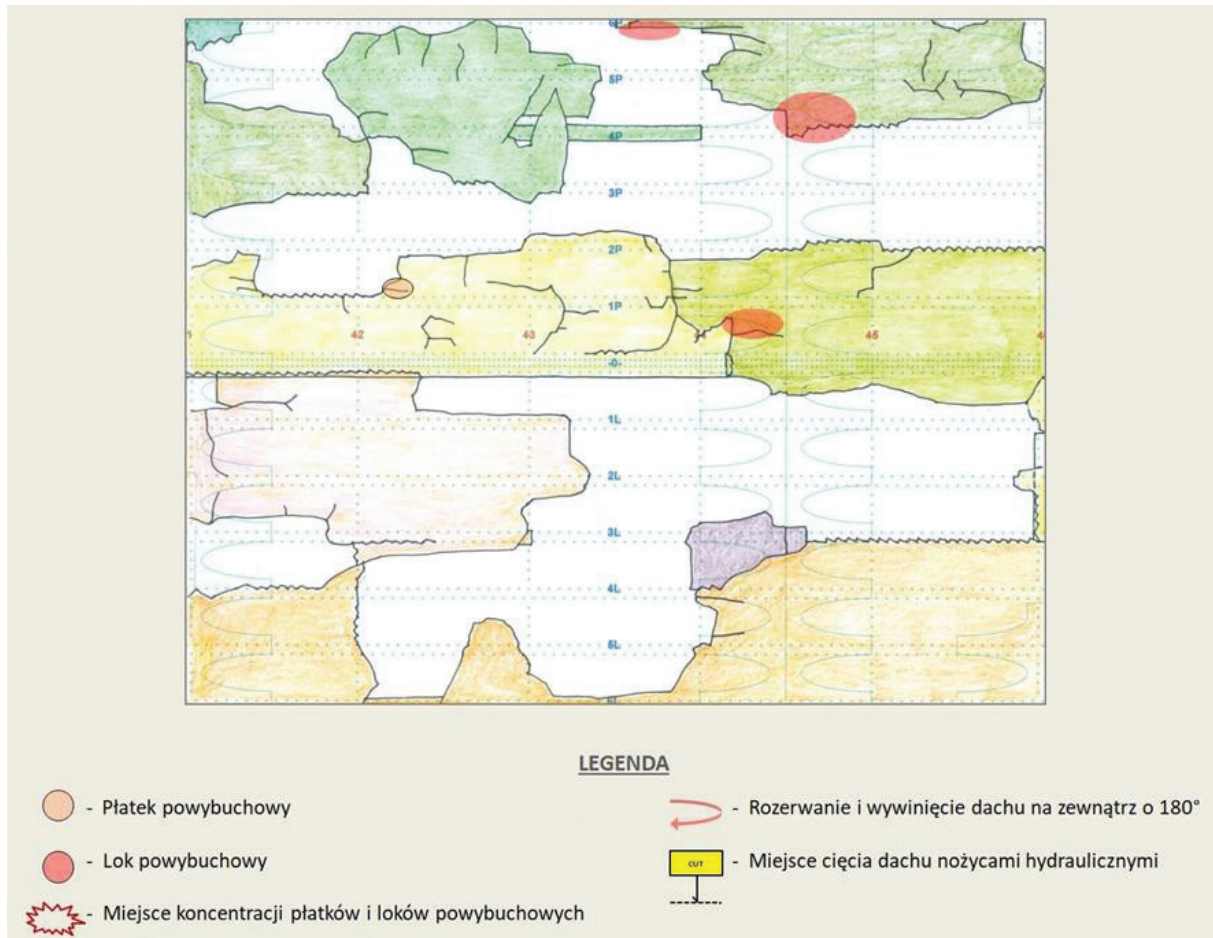 6P
5P
4P
3P
2P
1P
42
43
45
-0-
1L
2L
3L
4L
5L
LEGENDA
- Płatek powybuchowy
- Rozerwanie i wywinięcie dachu na zewnątrz o 180°
- Lok powybuchowy
CUT
- Miejsce cięcia dachu nożycami hydraulicznymi
- Miejsce koncentracji płatków i loków powybuchowych